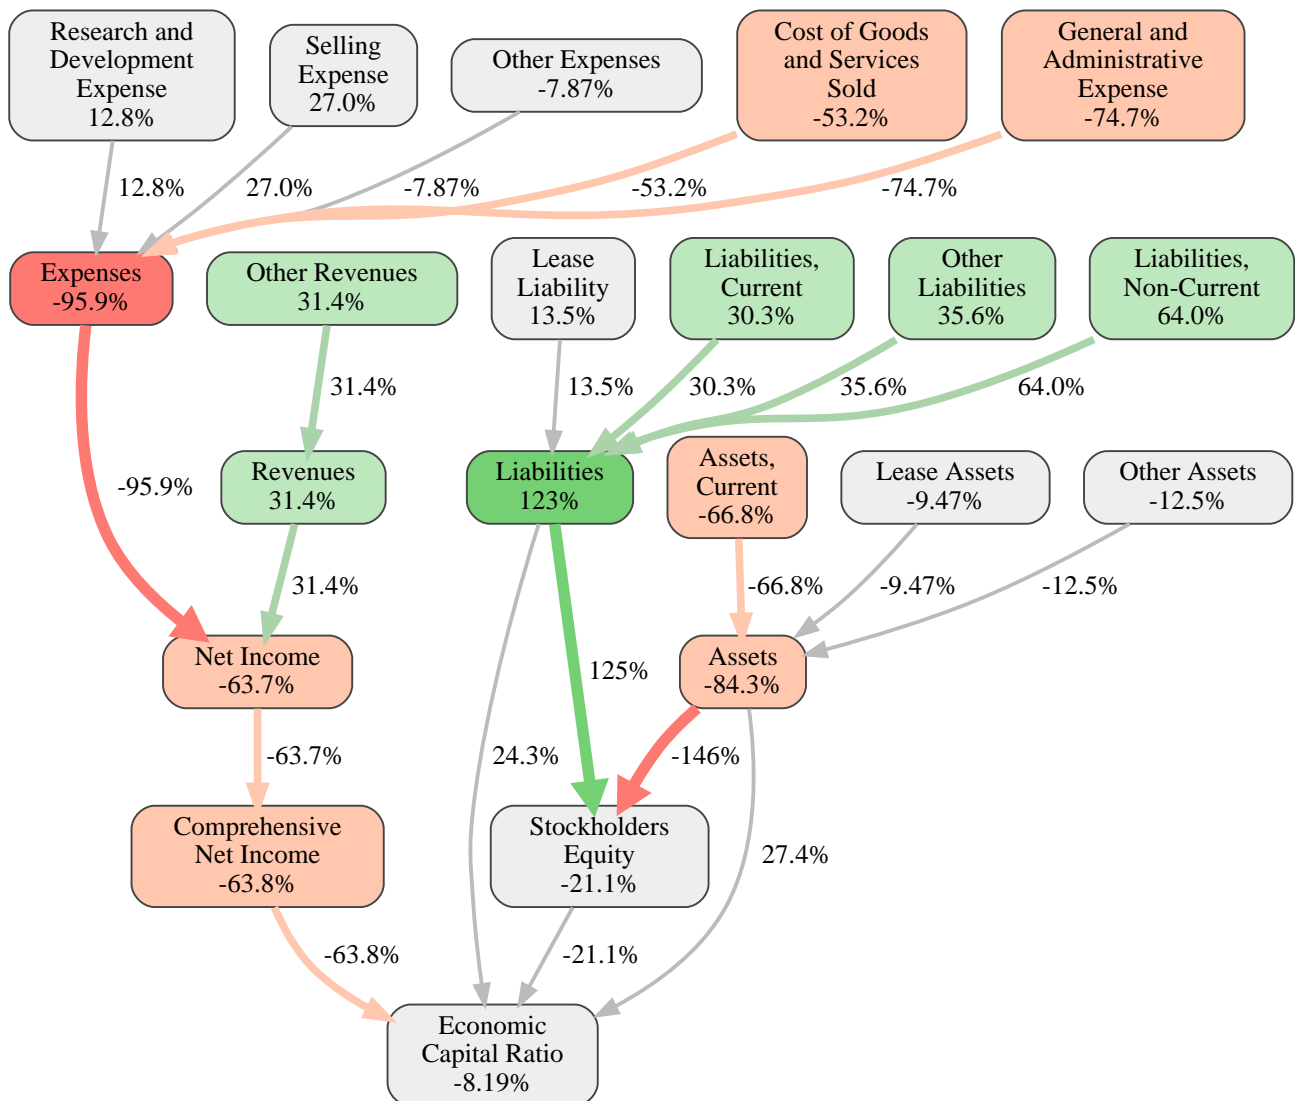 Research and
Development
Expense
12.8%
Selling
Expense
27.0%
Other Expenses
-7.87%
Cost of Goods
and Services
Sold
-53.2%
General and
Administrative
Expense
-74.7%
12.8%
27.0%
-7.87%
-53.2%
-74.7%
Expenses
-95.9%
Other Revenues
31.4%
Lease
Liability
13.5%
Liabilities,
Current
30.3%
Other
Liabilities
35.6%
Liabilities,
Non-Current
64.0%
31.4%
13.5%
30.3%
35.6%
64.0%
-95.9%
Revenues
31.4%
Liabilities
123%
Assets,
Current
-66.8%
Lease Assets
-9.47%
Other Assets
-12.5%
31.4%
-66.8%
-9.47%
-12.5%
Net Income
-63.7%
125%
Assets
-84.3%
-63.7%
24.3%
-146%
Comprehensive
Net Income
-63.8%
Stockholders
Equity
-21.1%
27.4%
-63.8%
-21.1%
Economic
Capital Ratio
-8.19%